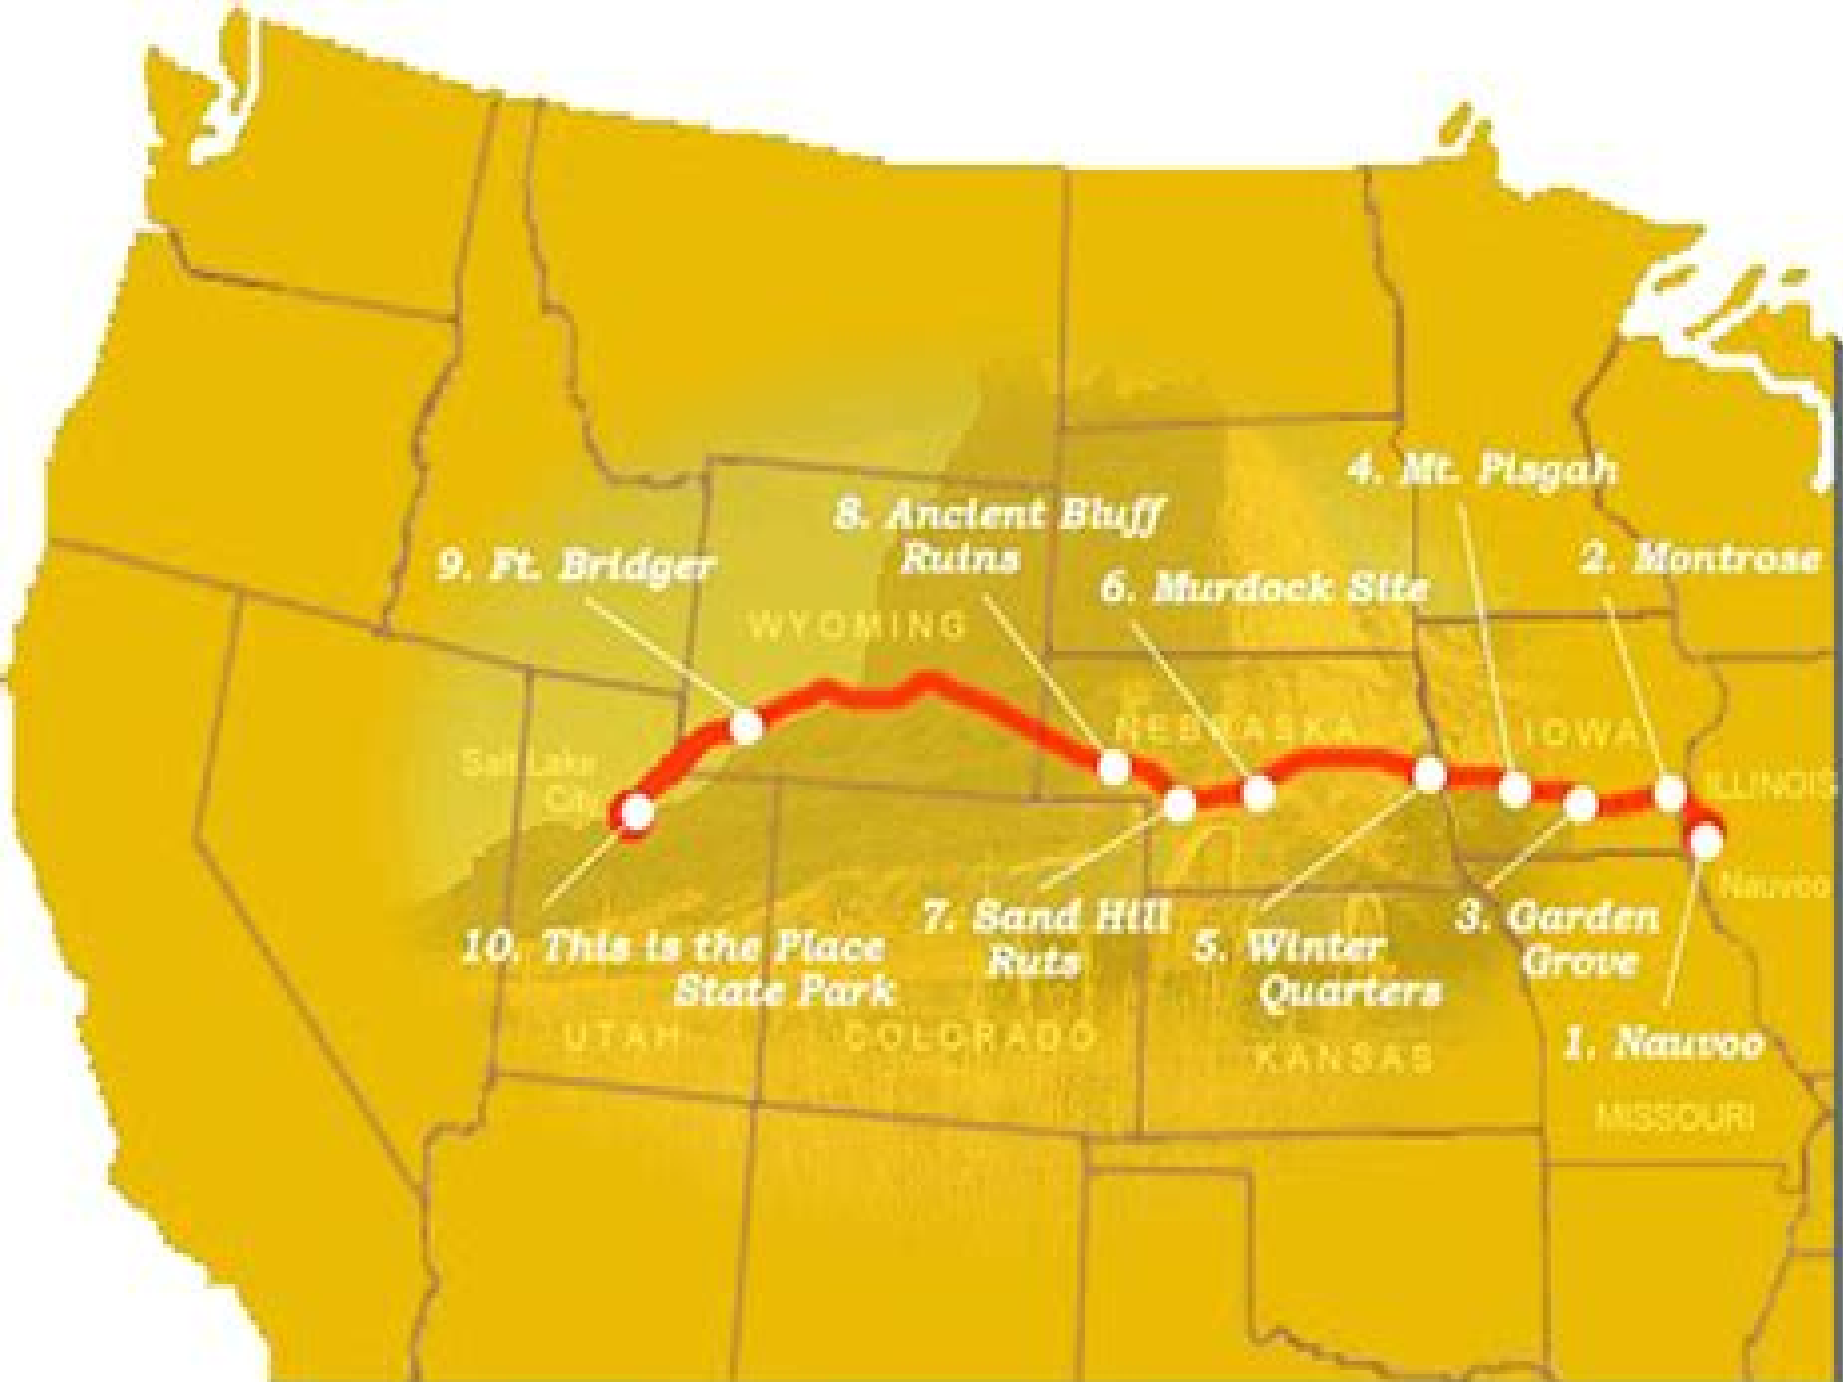 4. Mt. Pisgah
8. Ancient Bluff
Ruins
2. Montrose
9. Ft. Bridger
6. Murdock Site
WYOMING
NEBRASKA
IOWA
Salt Lake
City
ILLINOIS
Nauvoo
7. Sand Hill
Ruts
3. Garden
Grove
10. This is the Place
State Park
5. Winter
Quarters
UTAH
COLORADO
KANSAS
1. Nauvoo
MISSOURI